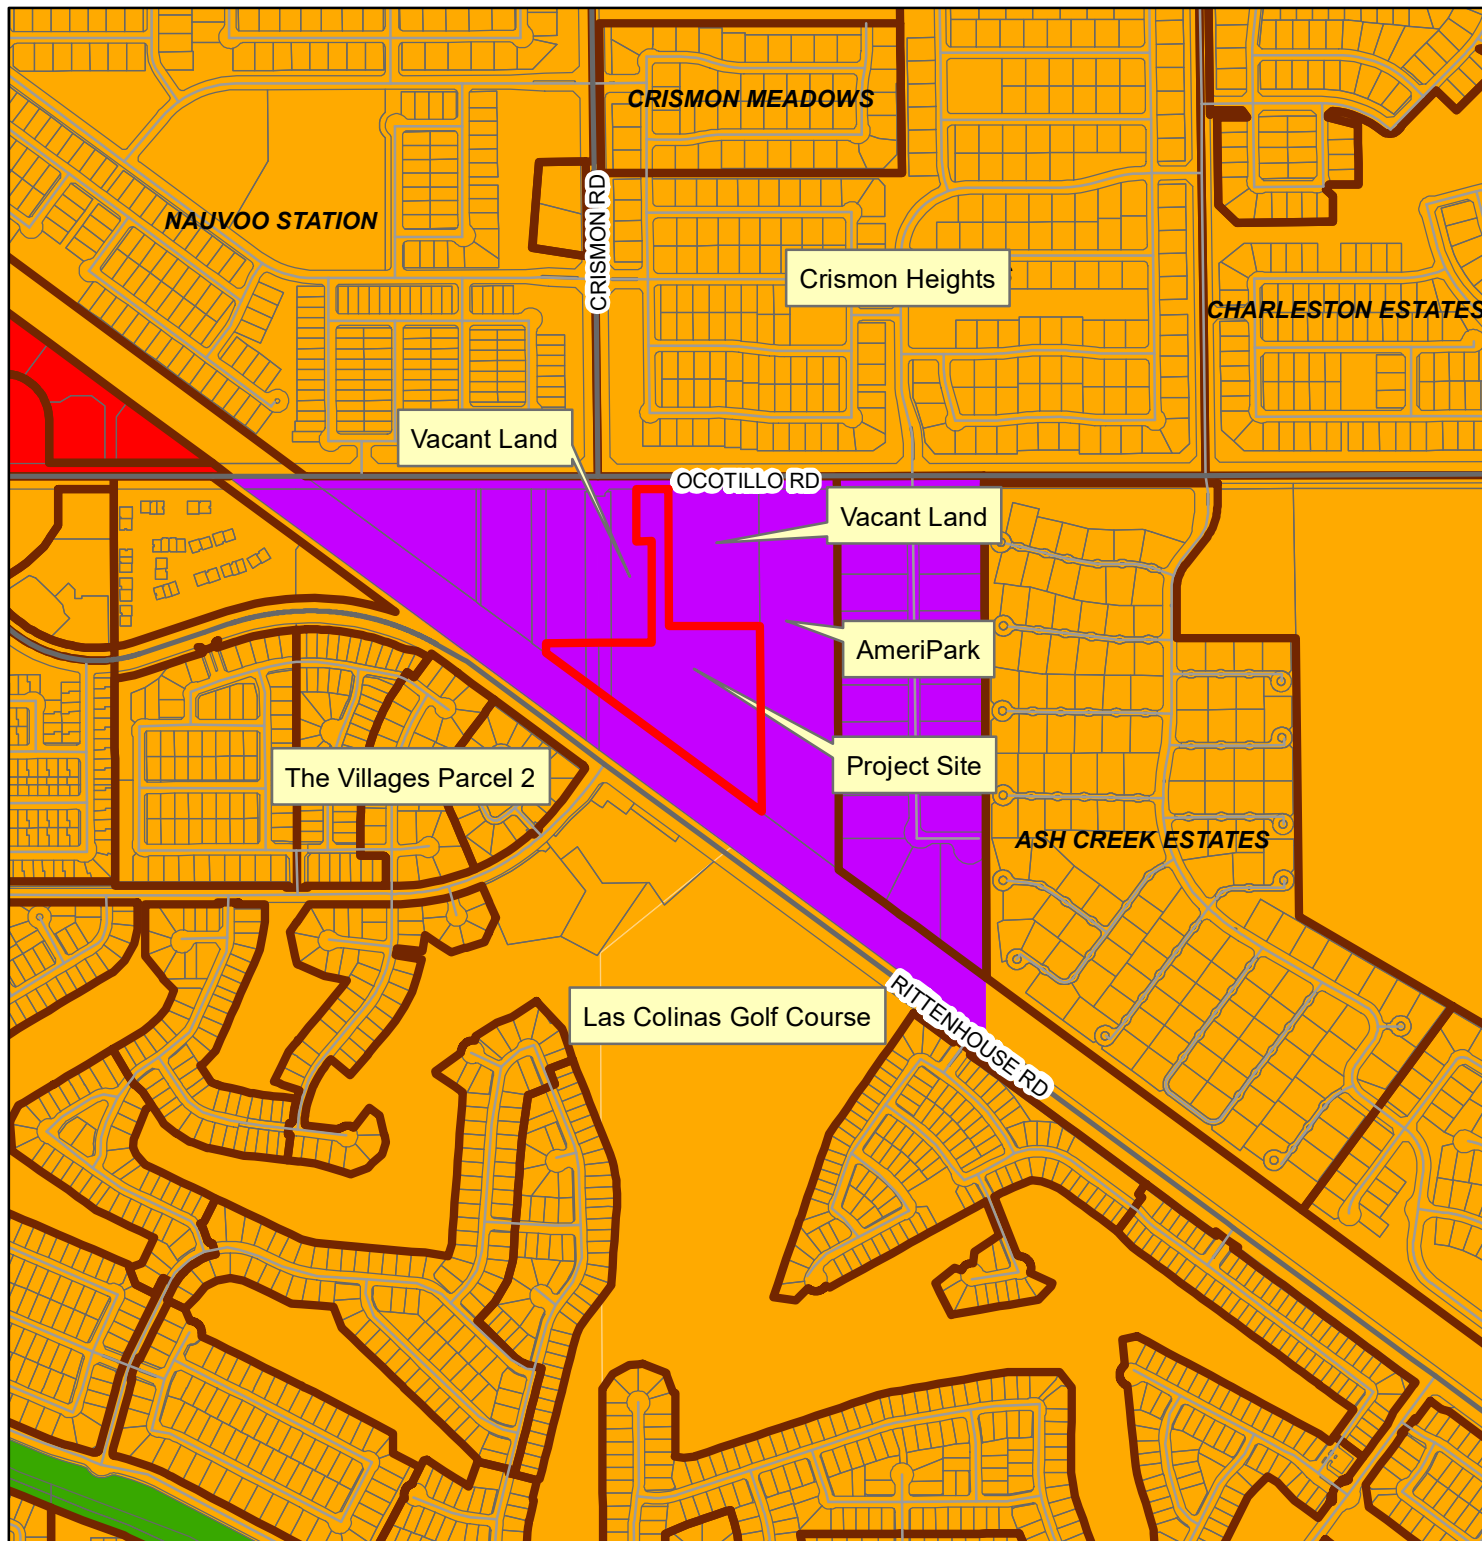 CRISMON MEADOWS
NAUVOO STATION
CRISMON RD
Crismon Heights
CHARLESTON ESTATES
Vacant Land
OCOTILLO RD
Vacant Land
AmeriPark
Project Site
The Villages Parcel 2
ASH CREEK ESTATES
Las Colinas Golf Course
RITTENHOUSE RD